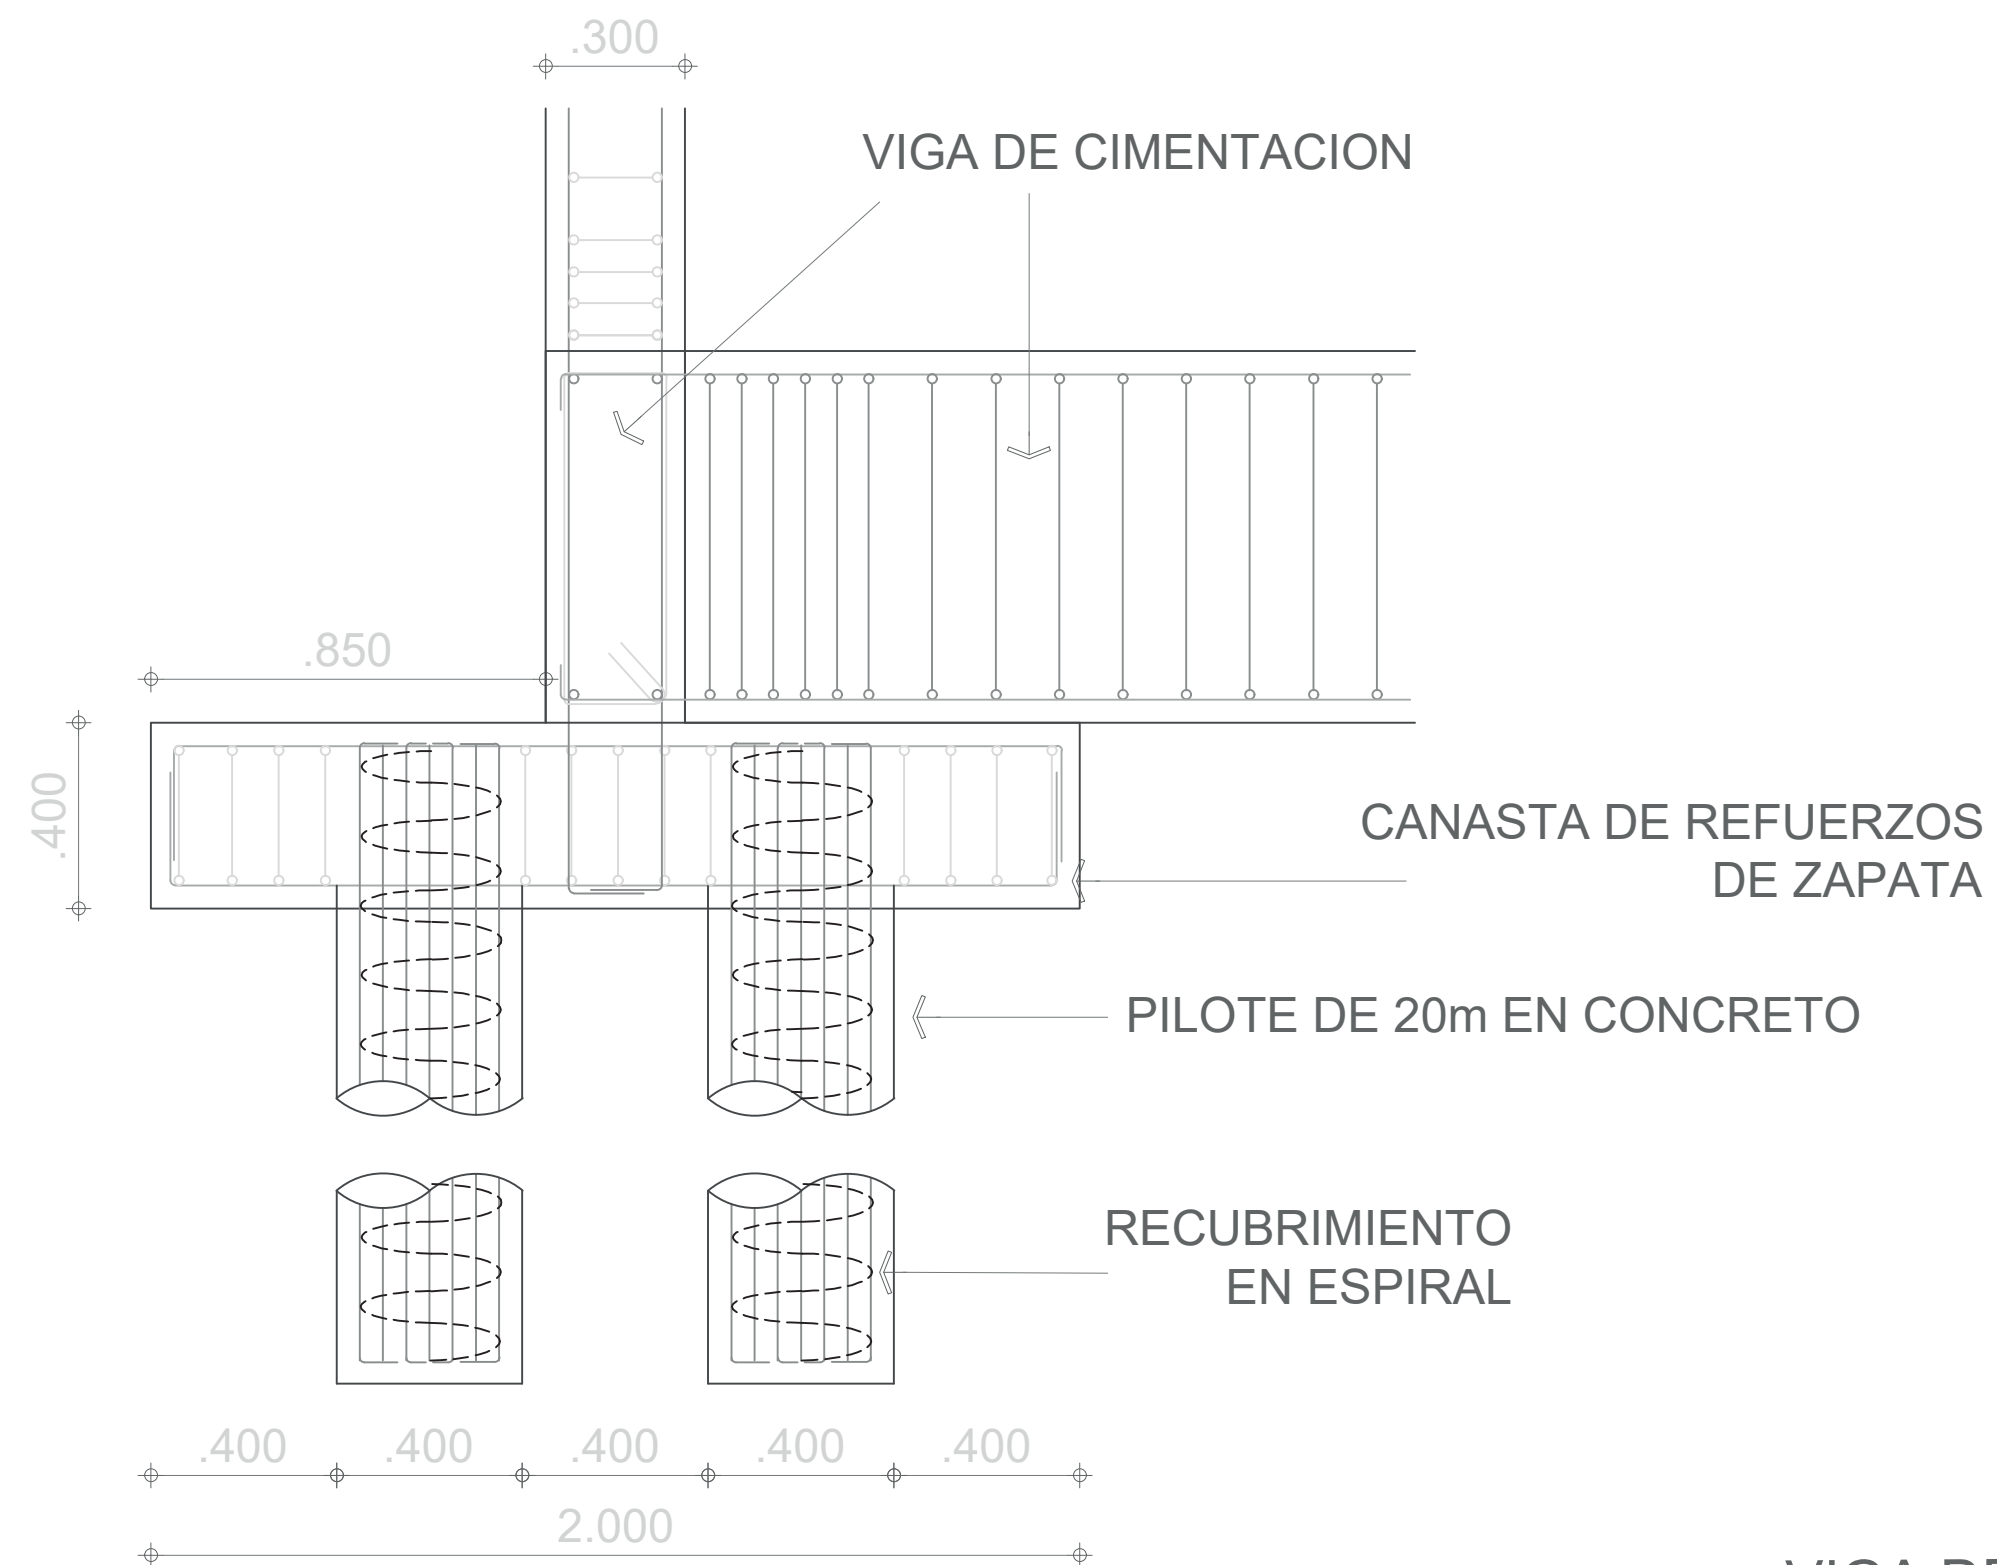 .300
VIGA DE CIMENTACION
.850
.400
CANASTA DE REFUERZOS
DE ZAPATA
PILOTE DE 20m EN CONCRETO
RECUBRIMIENTO
EN ESPIRAL
.400 .400 .400 .400 .400
2.000